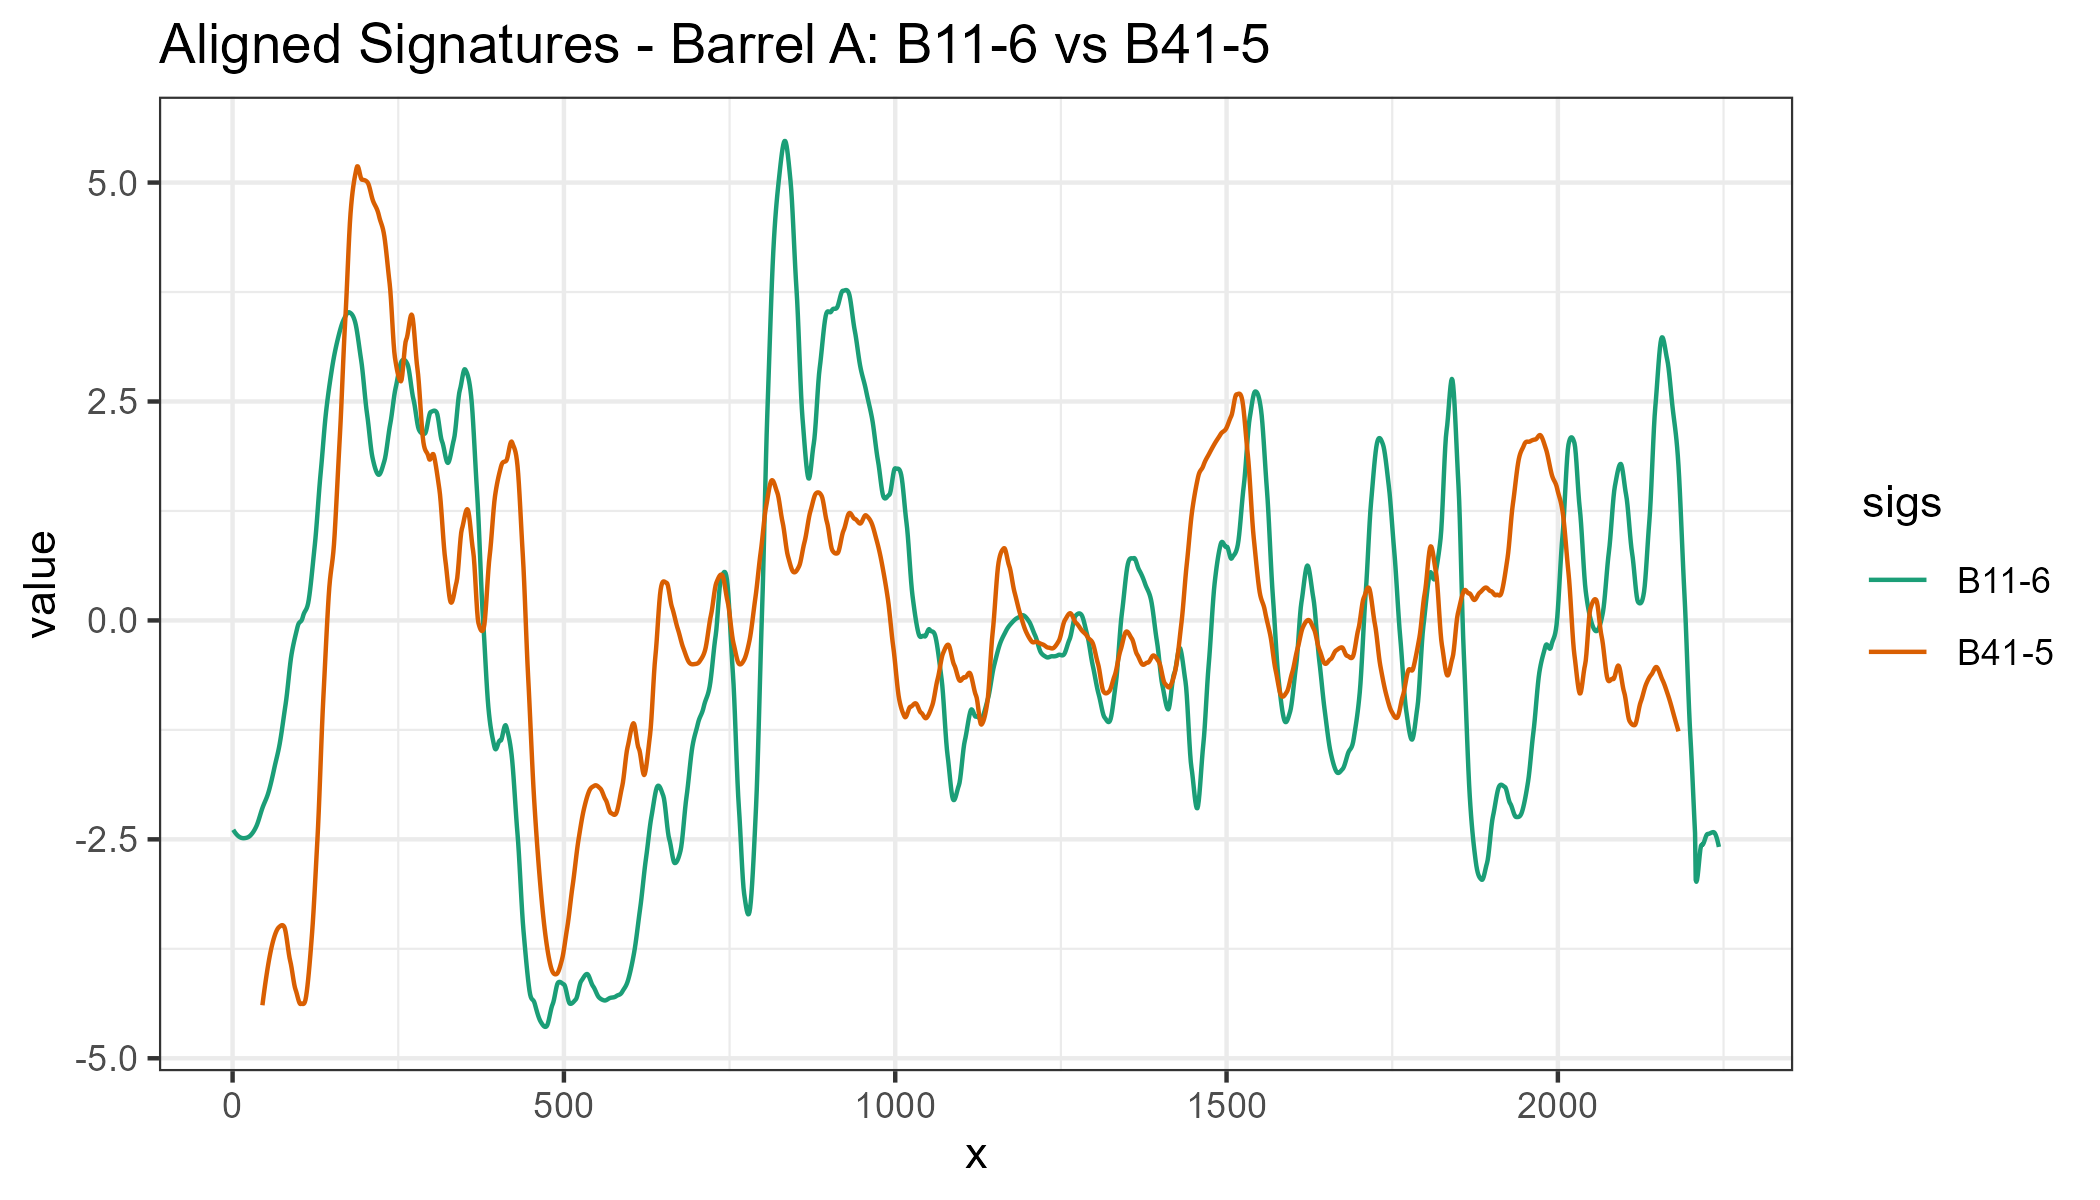 Aligned Signatures - Barrel A: B11-6 vs B41-5
5.0
2.5
0.0
-2.5
-5.0
value
0 500 1000 1500 2000
x
sigs
B11-6
B41-5